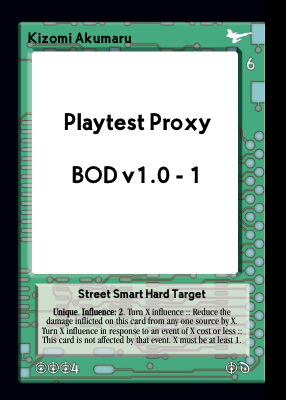 Kizomi Akumaru
6
Playtest Proxy
BOD v1.0 - 1
Street Smart Hard Target
Unique. Influence: 2. Turn X influence :: Reduce the
damage inflicted on this card from any one source by X.
Turn X influence in response to an event of X cost or less ::
This card is not affected by that event. X must be at least 1.
4